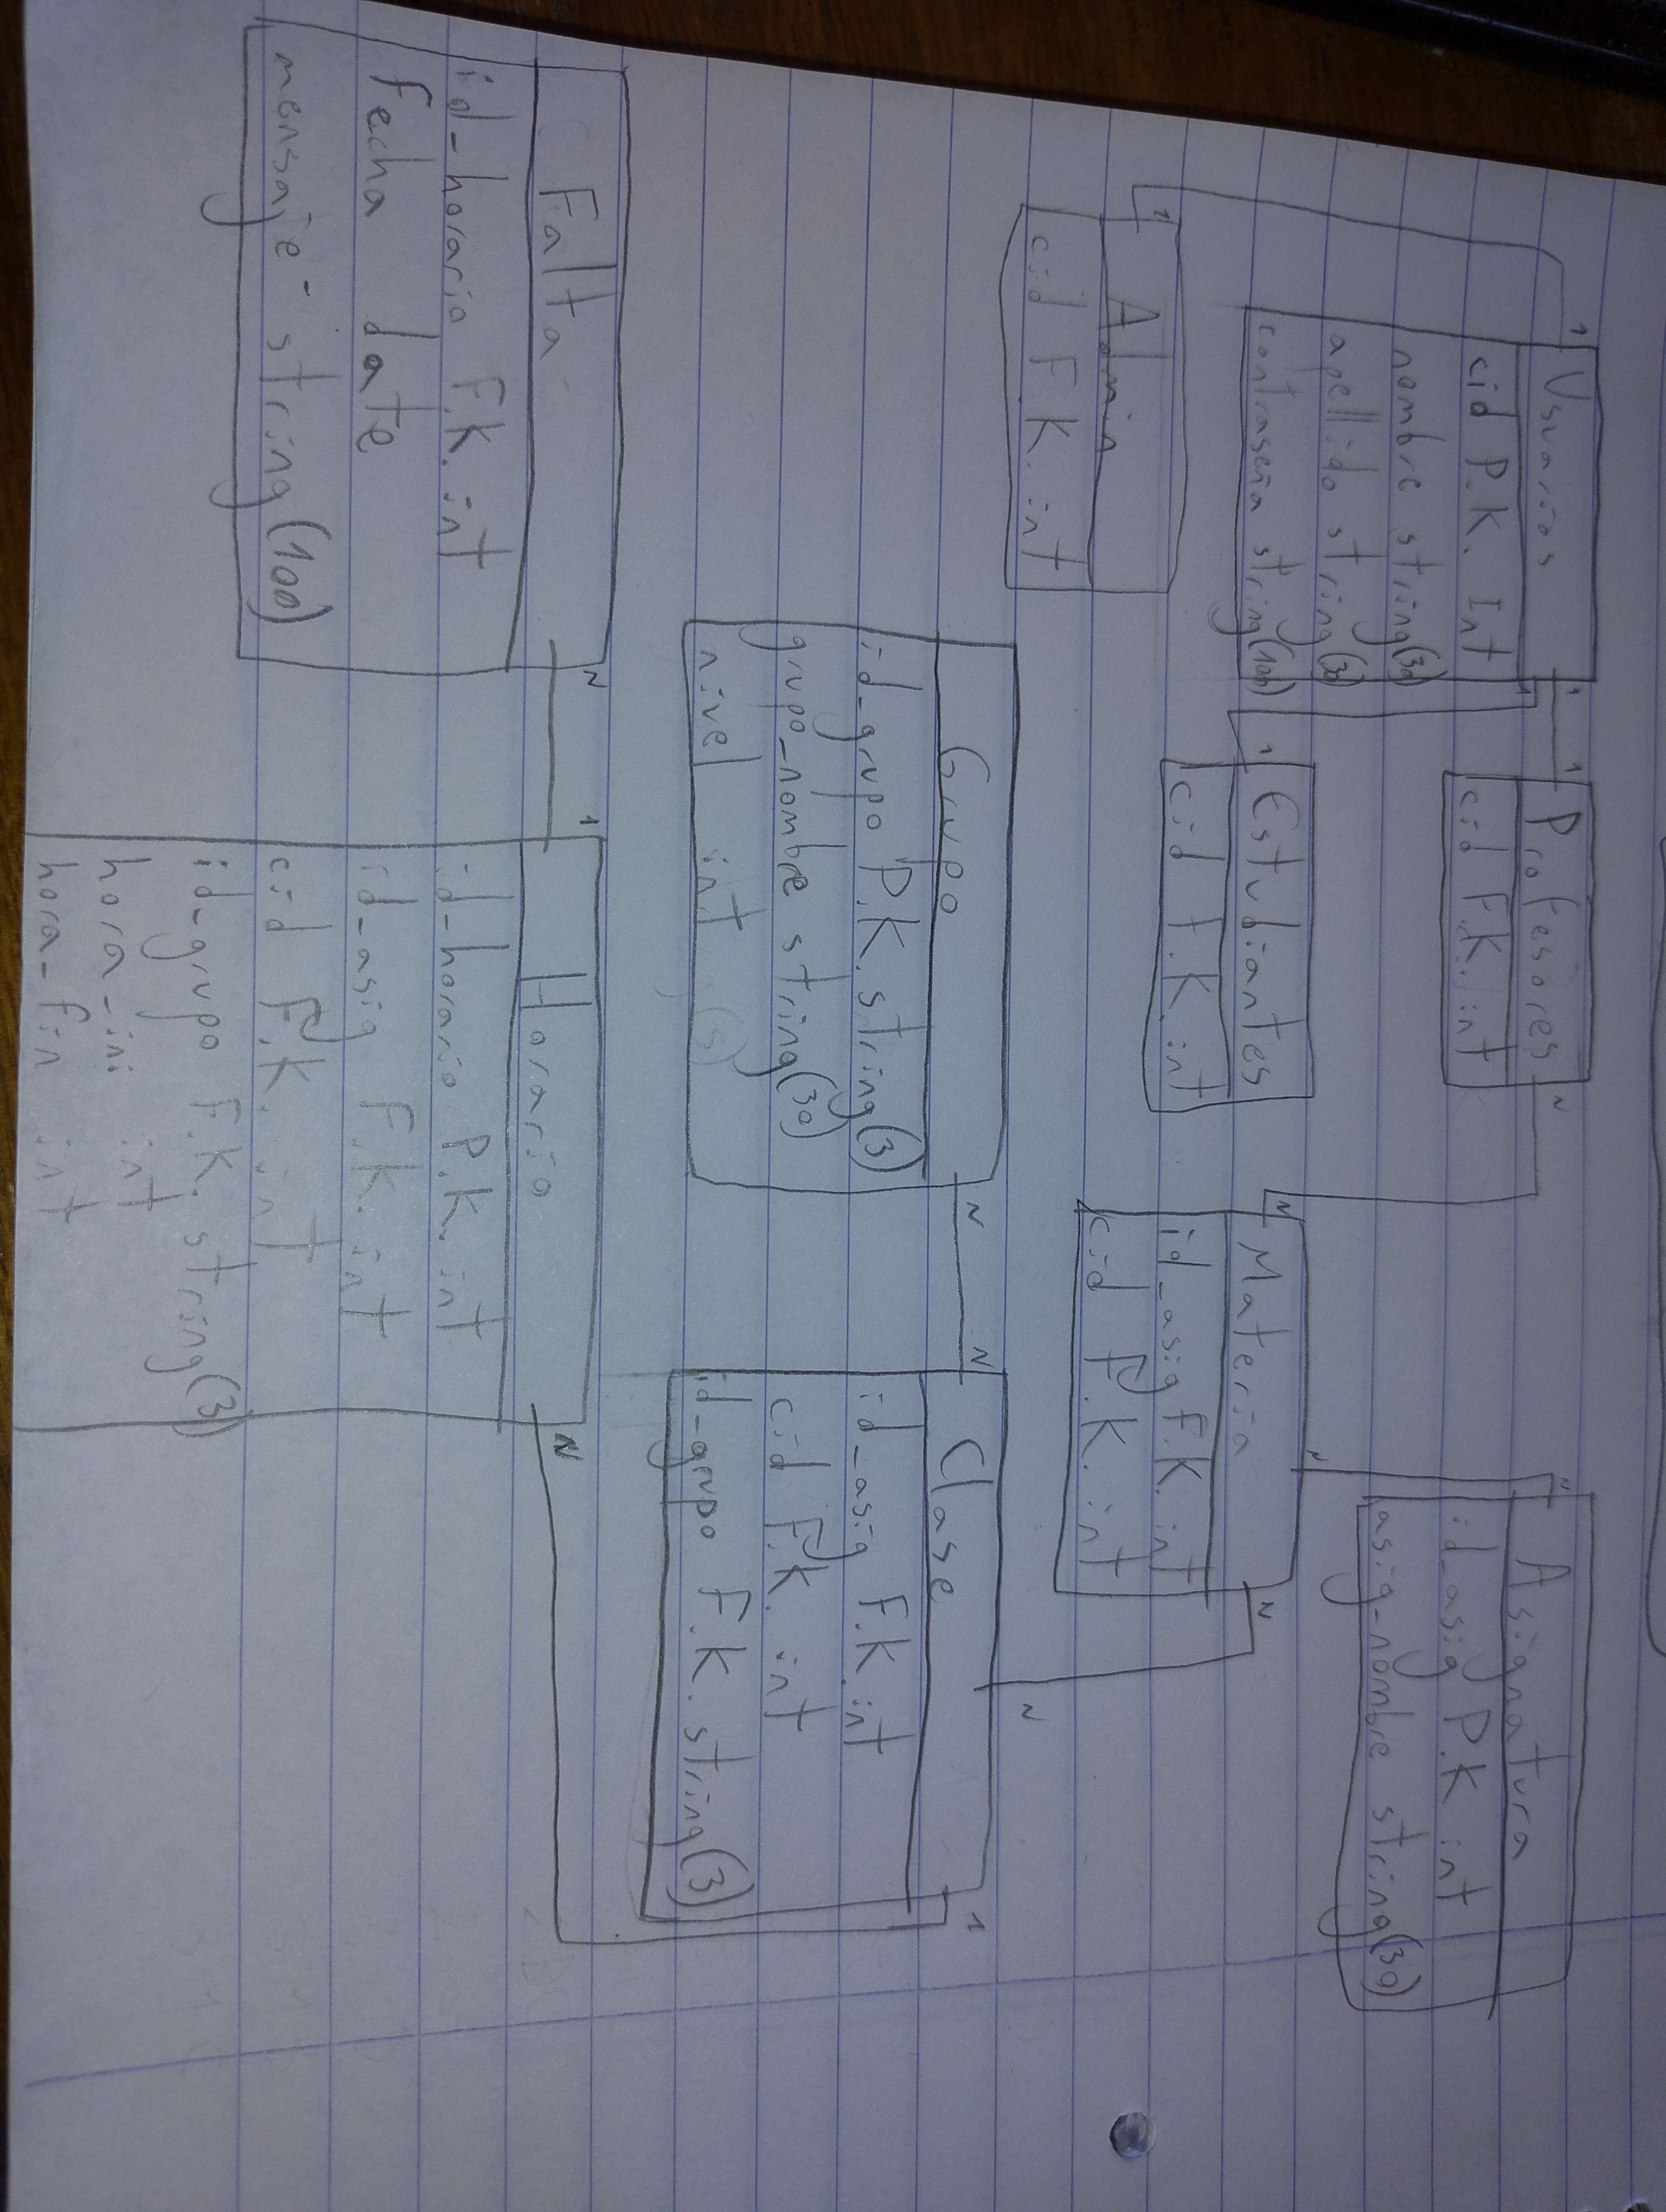 Usuarios
cid P.K. Int
nombre string(30)
apellido string(30)
contraseña string(100)
1
1
1
1
Profesores
cid F.K. int
N
1
Estudiantes
cid F.K. int
1
Admin
cid F.K. int
N
Materia
id_asig F.K. int
cid F.K. int
N
N
N
Asignatura
id_asig P.K int
asig_nombre string(30)
Grupo
id_grupo P.K. string(3)
grupo_nombre string(30)
nivel int
N
N
N
Clase
id_asig F.K. int
cid F.K. int
id_grupo F.K. string(3)
1
Falta
id_horario F.K. int
Fecha date
mensaje string(100)
N
1
Horario
id_horario P.K. int
id_asig F.K. int
cid F.K. int
id_grupo F.K. string(3)
hora_ini int
hora_fin int
N